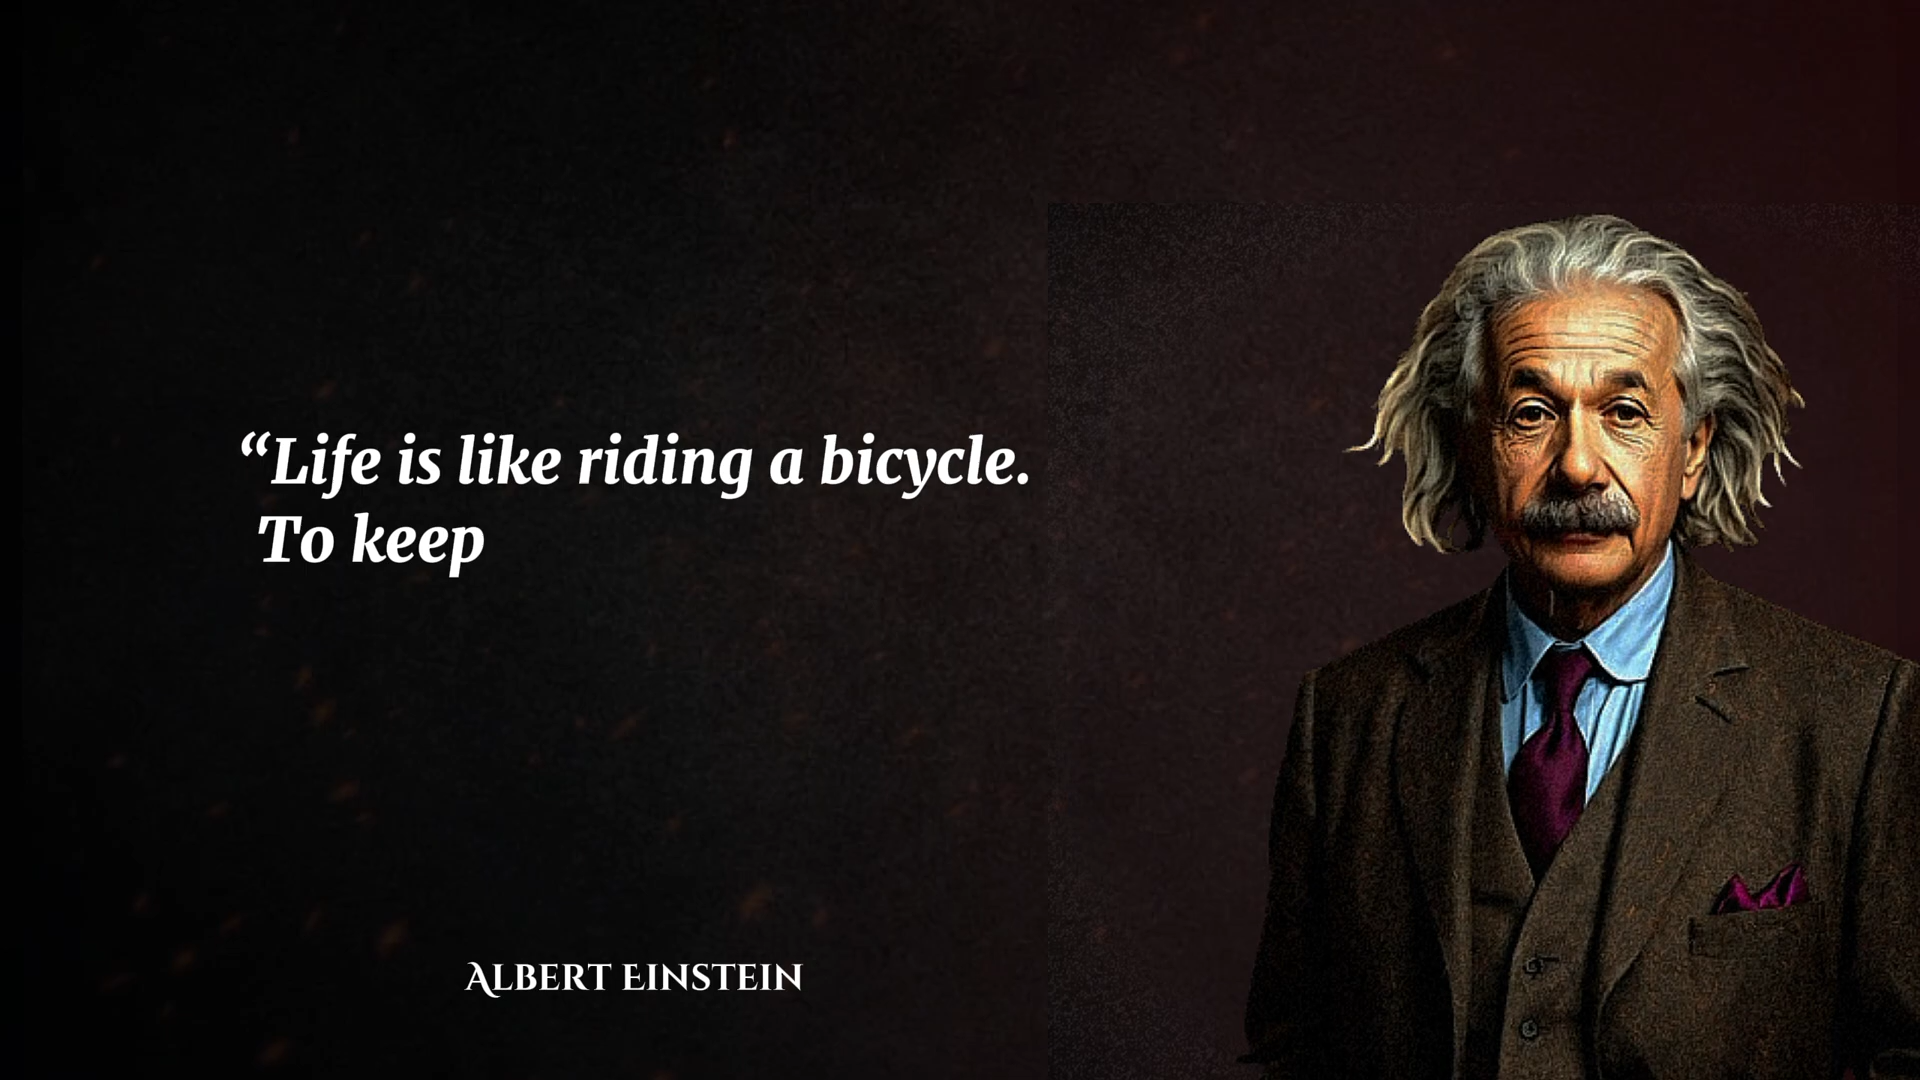 “Life is like riding a bicycle.
To keep
Albert Einstein